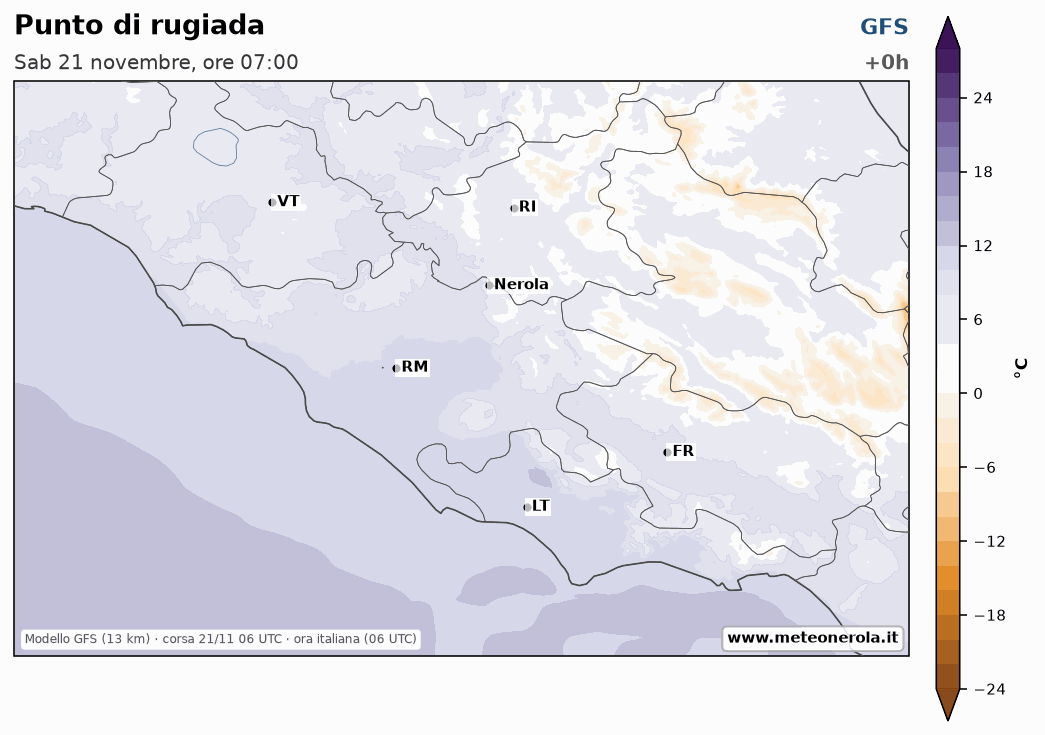 Punto di rugiada
GFS
Sab 21 novembre, ore 07:00
+0h
VT
RI
Nerola
RM
FR
LT
Modello GFS (13 km) · corsa 21/11 06 UTC · ora italiana (06 UTC)
www.meteonerola.it
24
18
12
6
0
−6
−12
−18
−24
°C